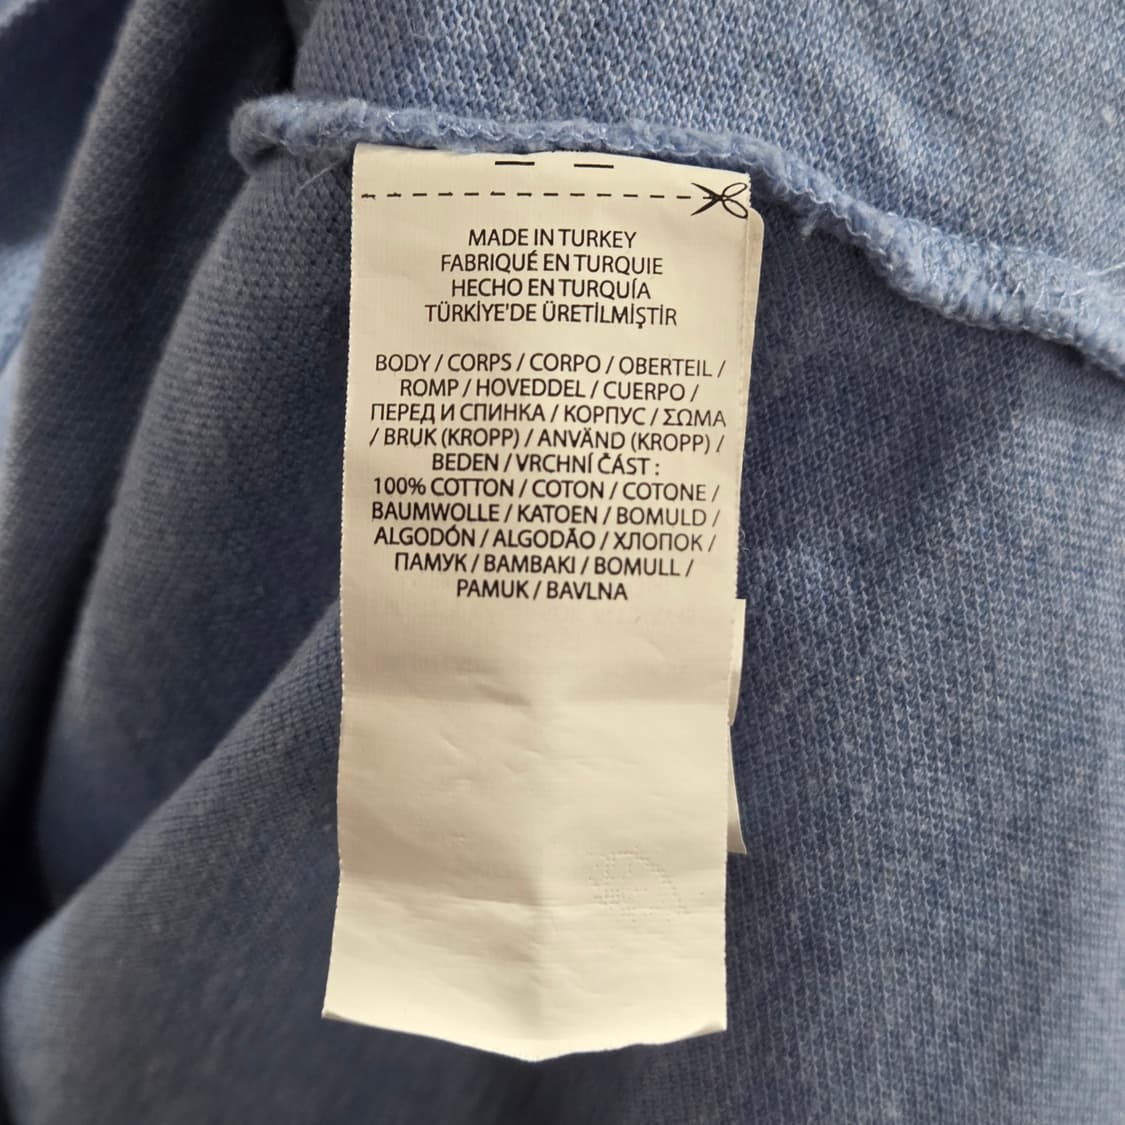 MADE IN TURKEY
FABRIQUÉ EN TURQUIE
HECHO EN TURQUÍA
TÜRKİYE'DE ÜRETİLMİŞTİR
BODY / CORPS / CORPO / OBERTEIL /
ROMP / HOVEDDEL / CUERPO /
ПЕРЕД И СПИНКА / КОРПУС / ΣΩΜΑ
/ BRUK (KROPP) / ANVÄND (KROPP) /
BEDEN / VRCHNÍ ČÁST :
100% COTTON / COTON / COTONE /
BAUMWOLLE / KATOEN / BOMULD /
ALGODÓN / ALGODÃO / ХЛОПОК /
ПАМУК / BAMBAKI / BOMULL /
PAMUK / BAVLNA